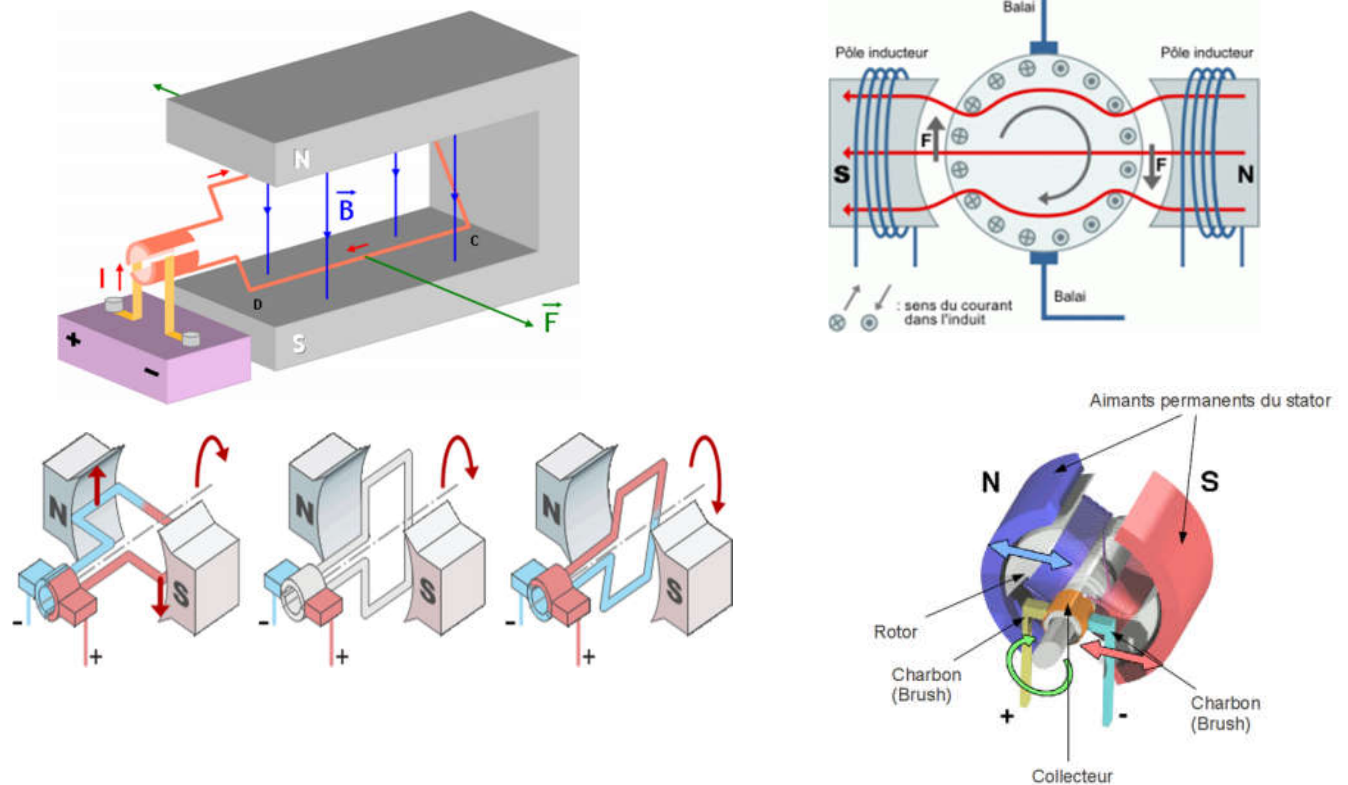 N
B
C
I
D
F
S
+
-
Balai
Pôle inducteur
Pôle inducteur
F
F
S
N
Balai
: sens du courant
dans l'induit
N
S
-
+
N
S
-
+
N
S
-
+
Aimants permanents du stator
N
S
Rotor
Charbon
(Brush)
+
-
Charbon
(Brush)
Collecteur